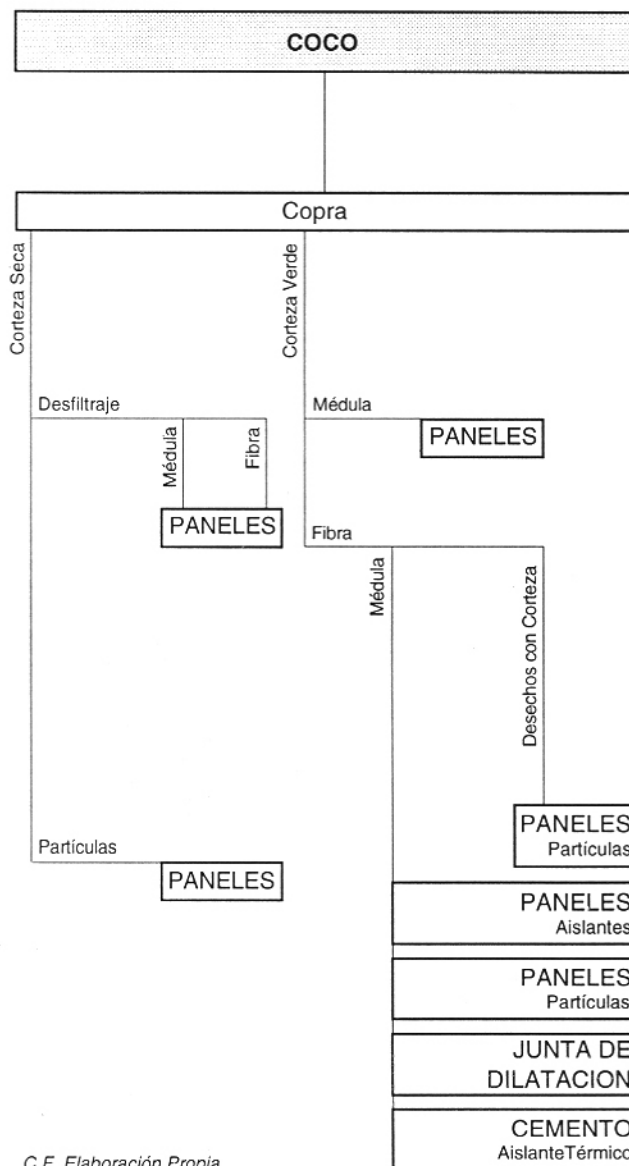 COCO
Copra
Corteza Seca
Corteza Verde
Desfiltraje
Médula
Fibra
PANELES
Médula
PANELES
Fibra
Médula
Desechos con Corteza
PANELES
Partículas
Partículas
PANELES
PANELES
Aislantes
PANELES
Partículas
JUNTA DE
DILATACION
CEMENTO
AislanteTérmico
C.F. Elaboración Propia